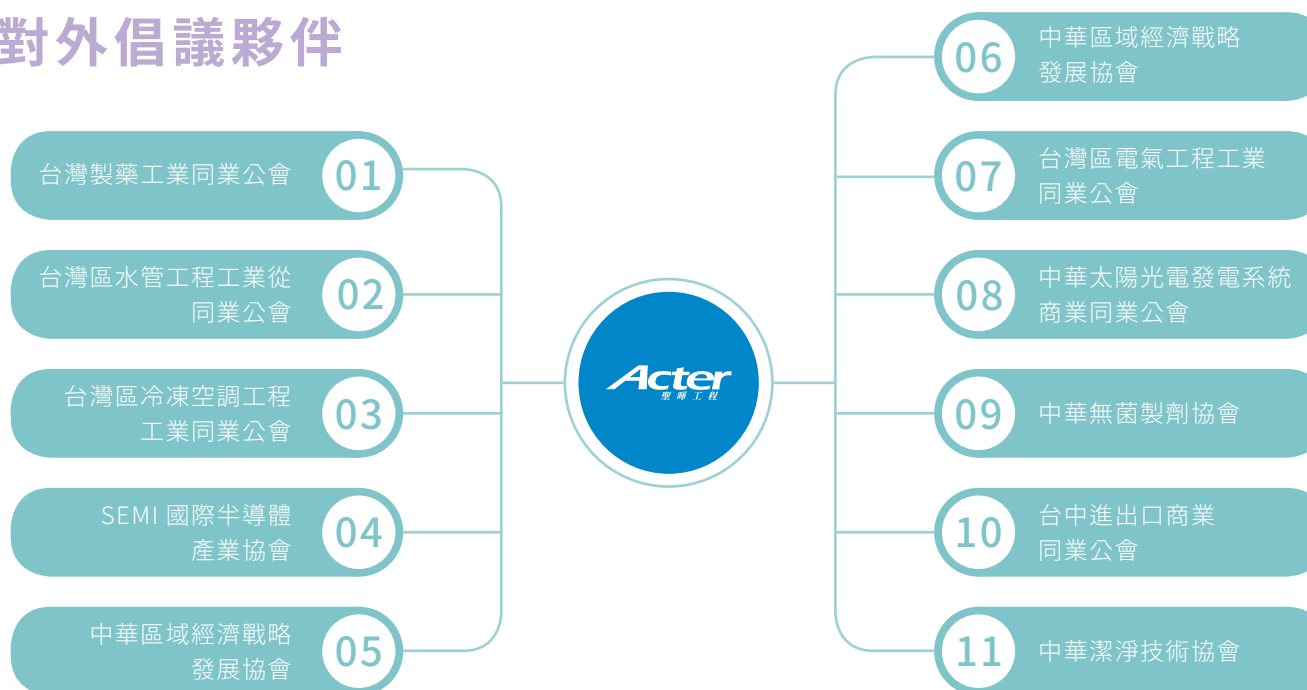 對外倡議夥伴
台灣製藥工業同業公會
01
台灣區水管工程工業從
同業公會
02
台灣區冷凍空調工程
工業同業公會
03
SEMI 國際半導體
產業協會
04
中華區域經濟戰略
發展協會
05
Acter
聖暉工程
06
中華區域經濟戰略
發展協會
07
台灣區電氣工程工業
同業公會
08
中華太陽光電發電系統
商業同業公會
09
中華無菌製劑協會
10
台中進出口商業
同業公會
11
中華潔淨技術協會